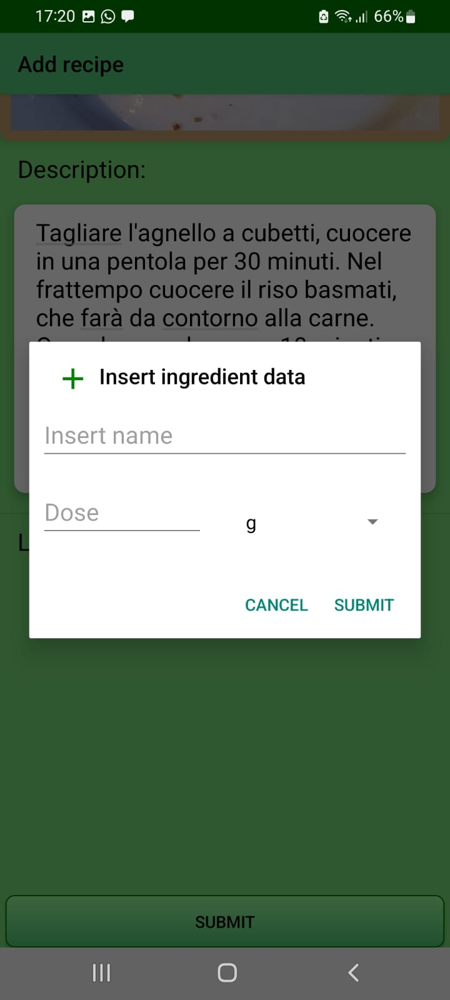 17:20 66%
Add recipe
Description:
Tagliare l'agnello a cubetti, cuocere
in una pentola per 30 minuti. Nel
frattempo cuocere il riso basmati,
che farà da contorno alla carne.
Insert ingredient data
Insert name
Dose g
CANCEL SUBMIT
SUBMIT